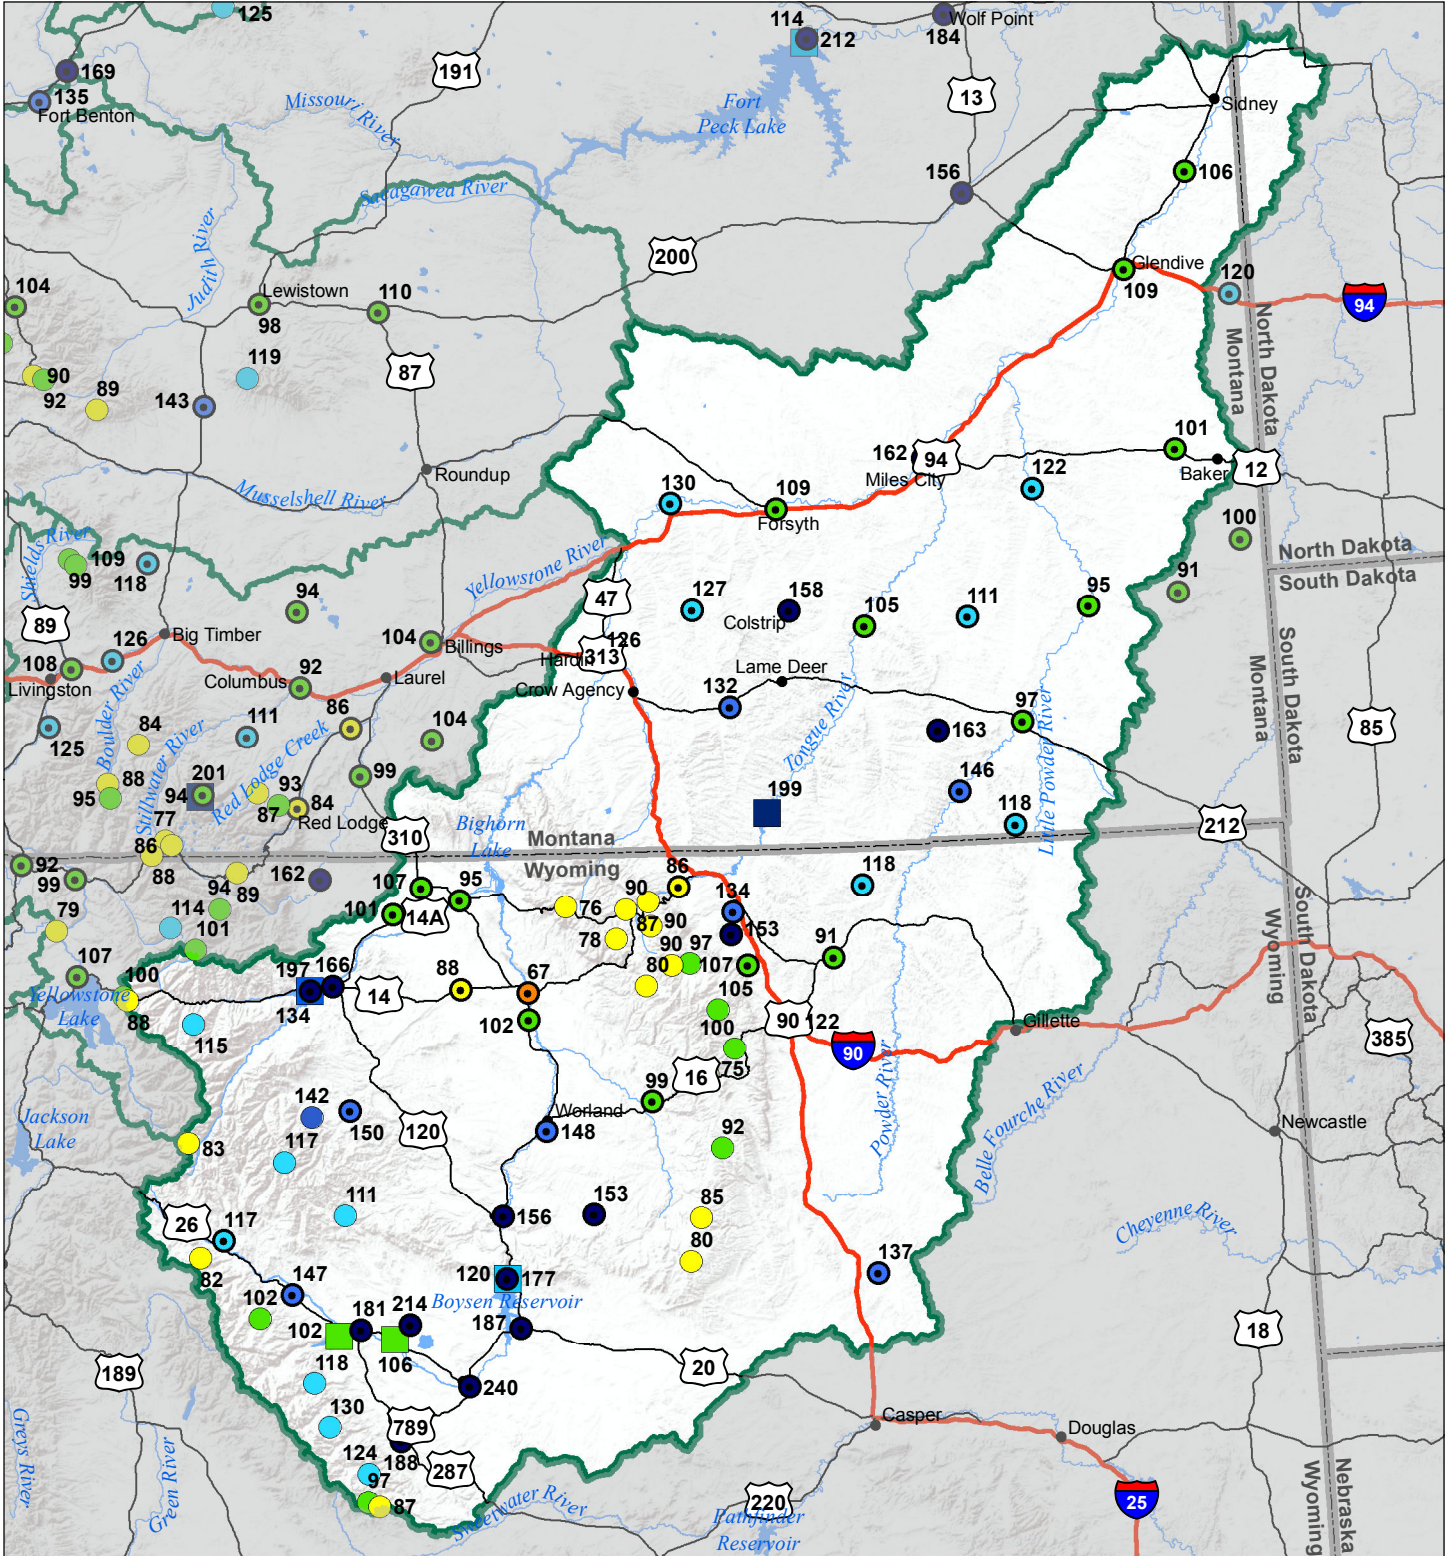 125
114
212
Wolf Point
184
169
191
135
Fort Benton
Missouri River
Fort
Peck Lake
13
Sidney
156
106
Sacagawea River
Judith River
200
Glendive
109
120
94
104
Lewistown
98
110
North Dakota
Montana
119
87
90
92
89
143
101
162
94
Miles City
122
Baker
12
Roundup
Musselshell River
130
109
Forsyth
100
North Dakota
South Dakota
91
Shields River
109
99
118
Yellowstone River
94
47
127
158
Colstrip
105
111
95
89
Big Timber
104
Billings
126
313
Hardin
South Dakota
Montana
108
Livingston
126
Columbus
92
Laurel
Crow Agency
Lame Deer
132
97
163
85
125
Boulder River
84
Stillwater River
111
86
104
Tongue River
Little Powder River
88
95
201
94
Red Lodge Creek
93
87
84
Red Lodge
99
199
146
118
212
77
86
88
310
Bighorn
Lake
Montana
Wyoming
92
99
94
89
162
107
95
86
118
79
114
101
101
14A
76
90
87
90
134
153
78
90
97
91
South Dakota
Wyoming
107
Yellowstone
Lake
100
88
197
166
134
14
88
67
80
107
105
102
115
100
75
90
122
90
Gillette
385
16
99
Jackson
Lake
142
150
117
120
Worland
148
Powder River
Belle Fourche River
Newcastle
83
92
111
156
153
85
80
Cheyenne River
26
117
82
137
147
120
177
Boysen Reservoir
102
102
181
214
106
187
18
189
118
240
20
130
789
Casper
Douglas
Greys River
Green River
124
97
87
188
287
Sweetwater River
220
Pathfinder
Reservoir
25
Nebraska
Wyoming